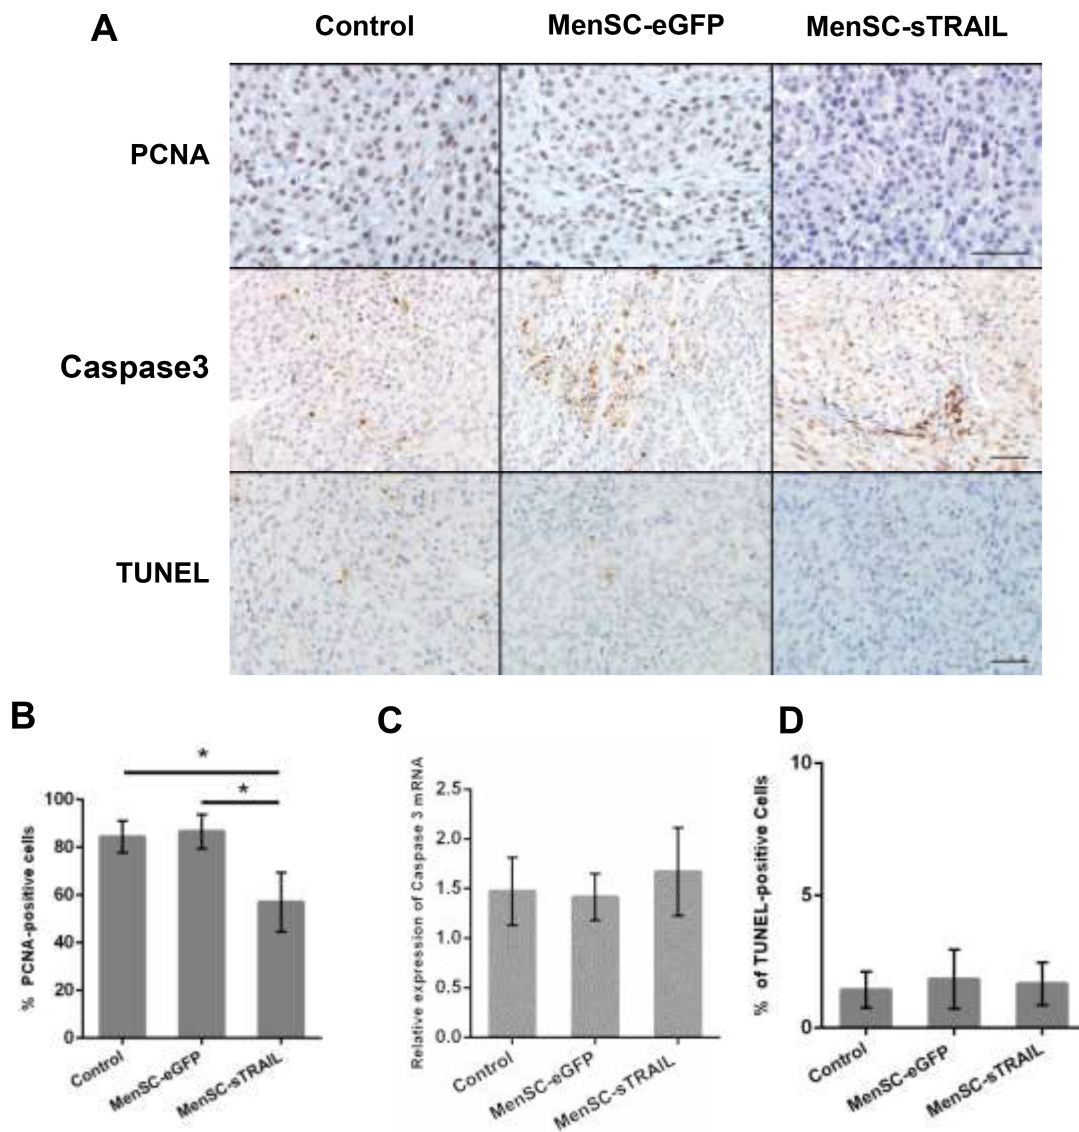 A
Control MenSC-eGFP MenSC-sTRAIL
PCNA
Caspase3
TUNEL
B
*
*
% PCNA-positive cells
100
80
60
40
20
0
Control
MenSC-eGFP
MenSC-sTRAIL
C
Relative expression of Caspase 3 mRNA
2.5
2.0
1.5
1.0
0.5
0.0
Control
MenSC-eGFP
MenSC-sTRAIL
D
% of TUNEL-positive Cells
10
5
0
Control
MenSC-eGFP
MenSC-sTRAIL